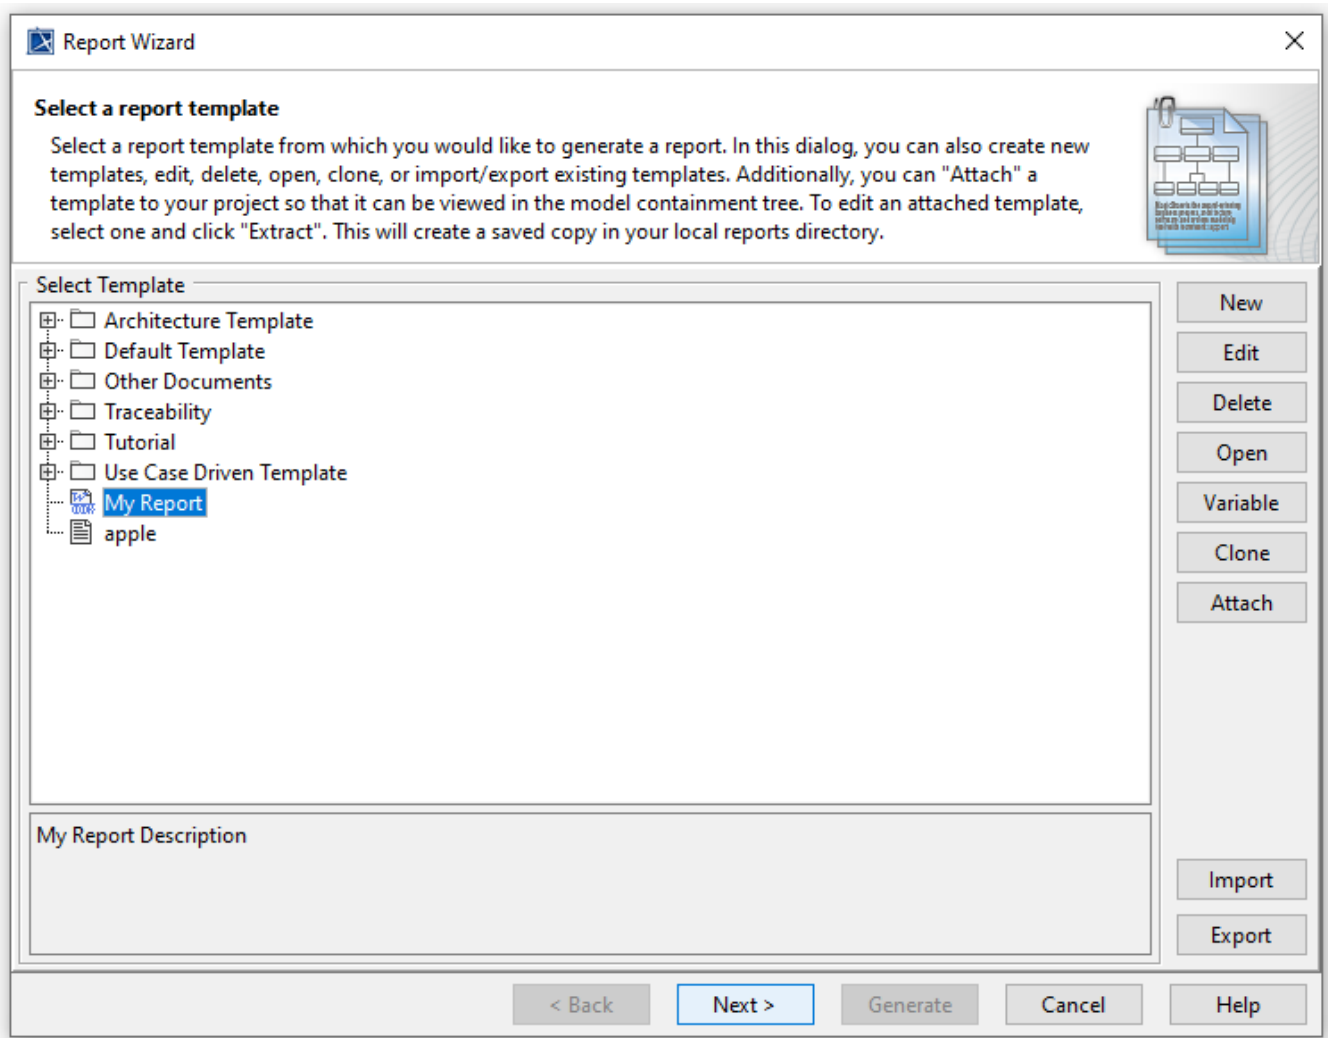 Report Wizard
Select a report template
Select a report template from which you would like to generate a report. In this dialog, you can also create new
templates, edit, delete, open, clone, or import/export existing templates. Additionally, you can "Attach" a
template to your project so that it can be viewed in the model containment tree. To edit an attached template,
select one and click "Extract". This will create a saved copy in your local reports directory.
Select Template
Architecture Template
Default Template
Other Documents
Traceability
Tutorial
Use Case Driven Template
My Report
apple
New
Edit
Delete
Open
Variable
Clone
Attach
My Report Description
Import
Export
< Back
Next >
Generate
Cancel
Help